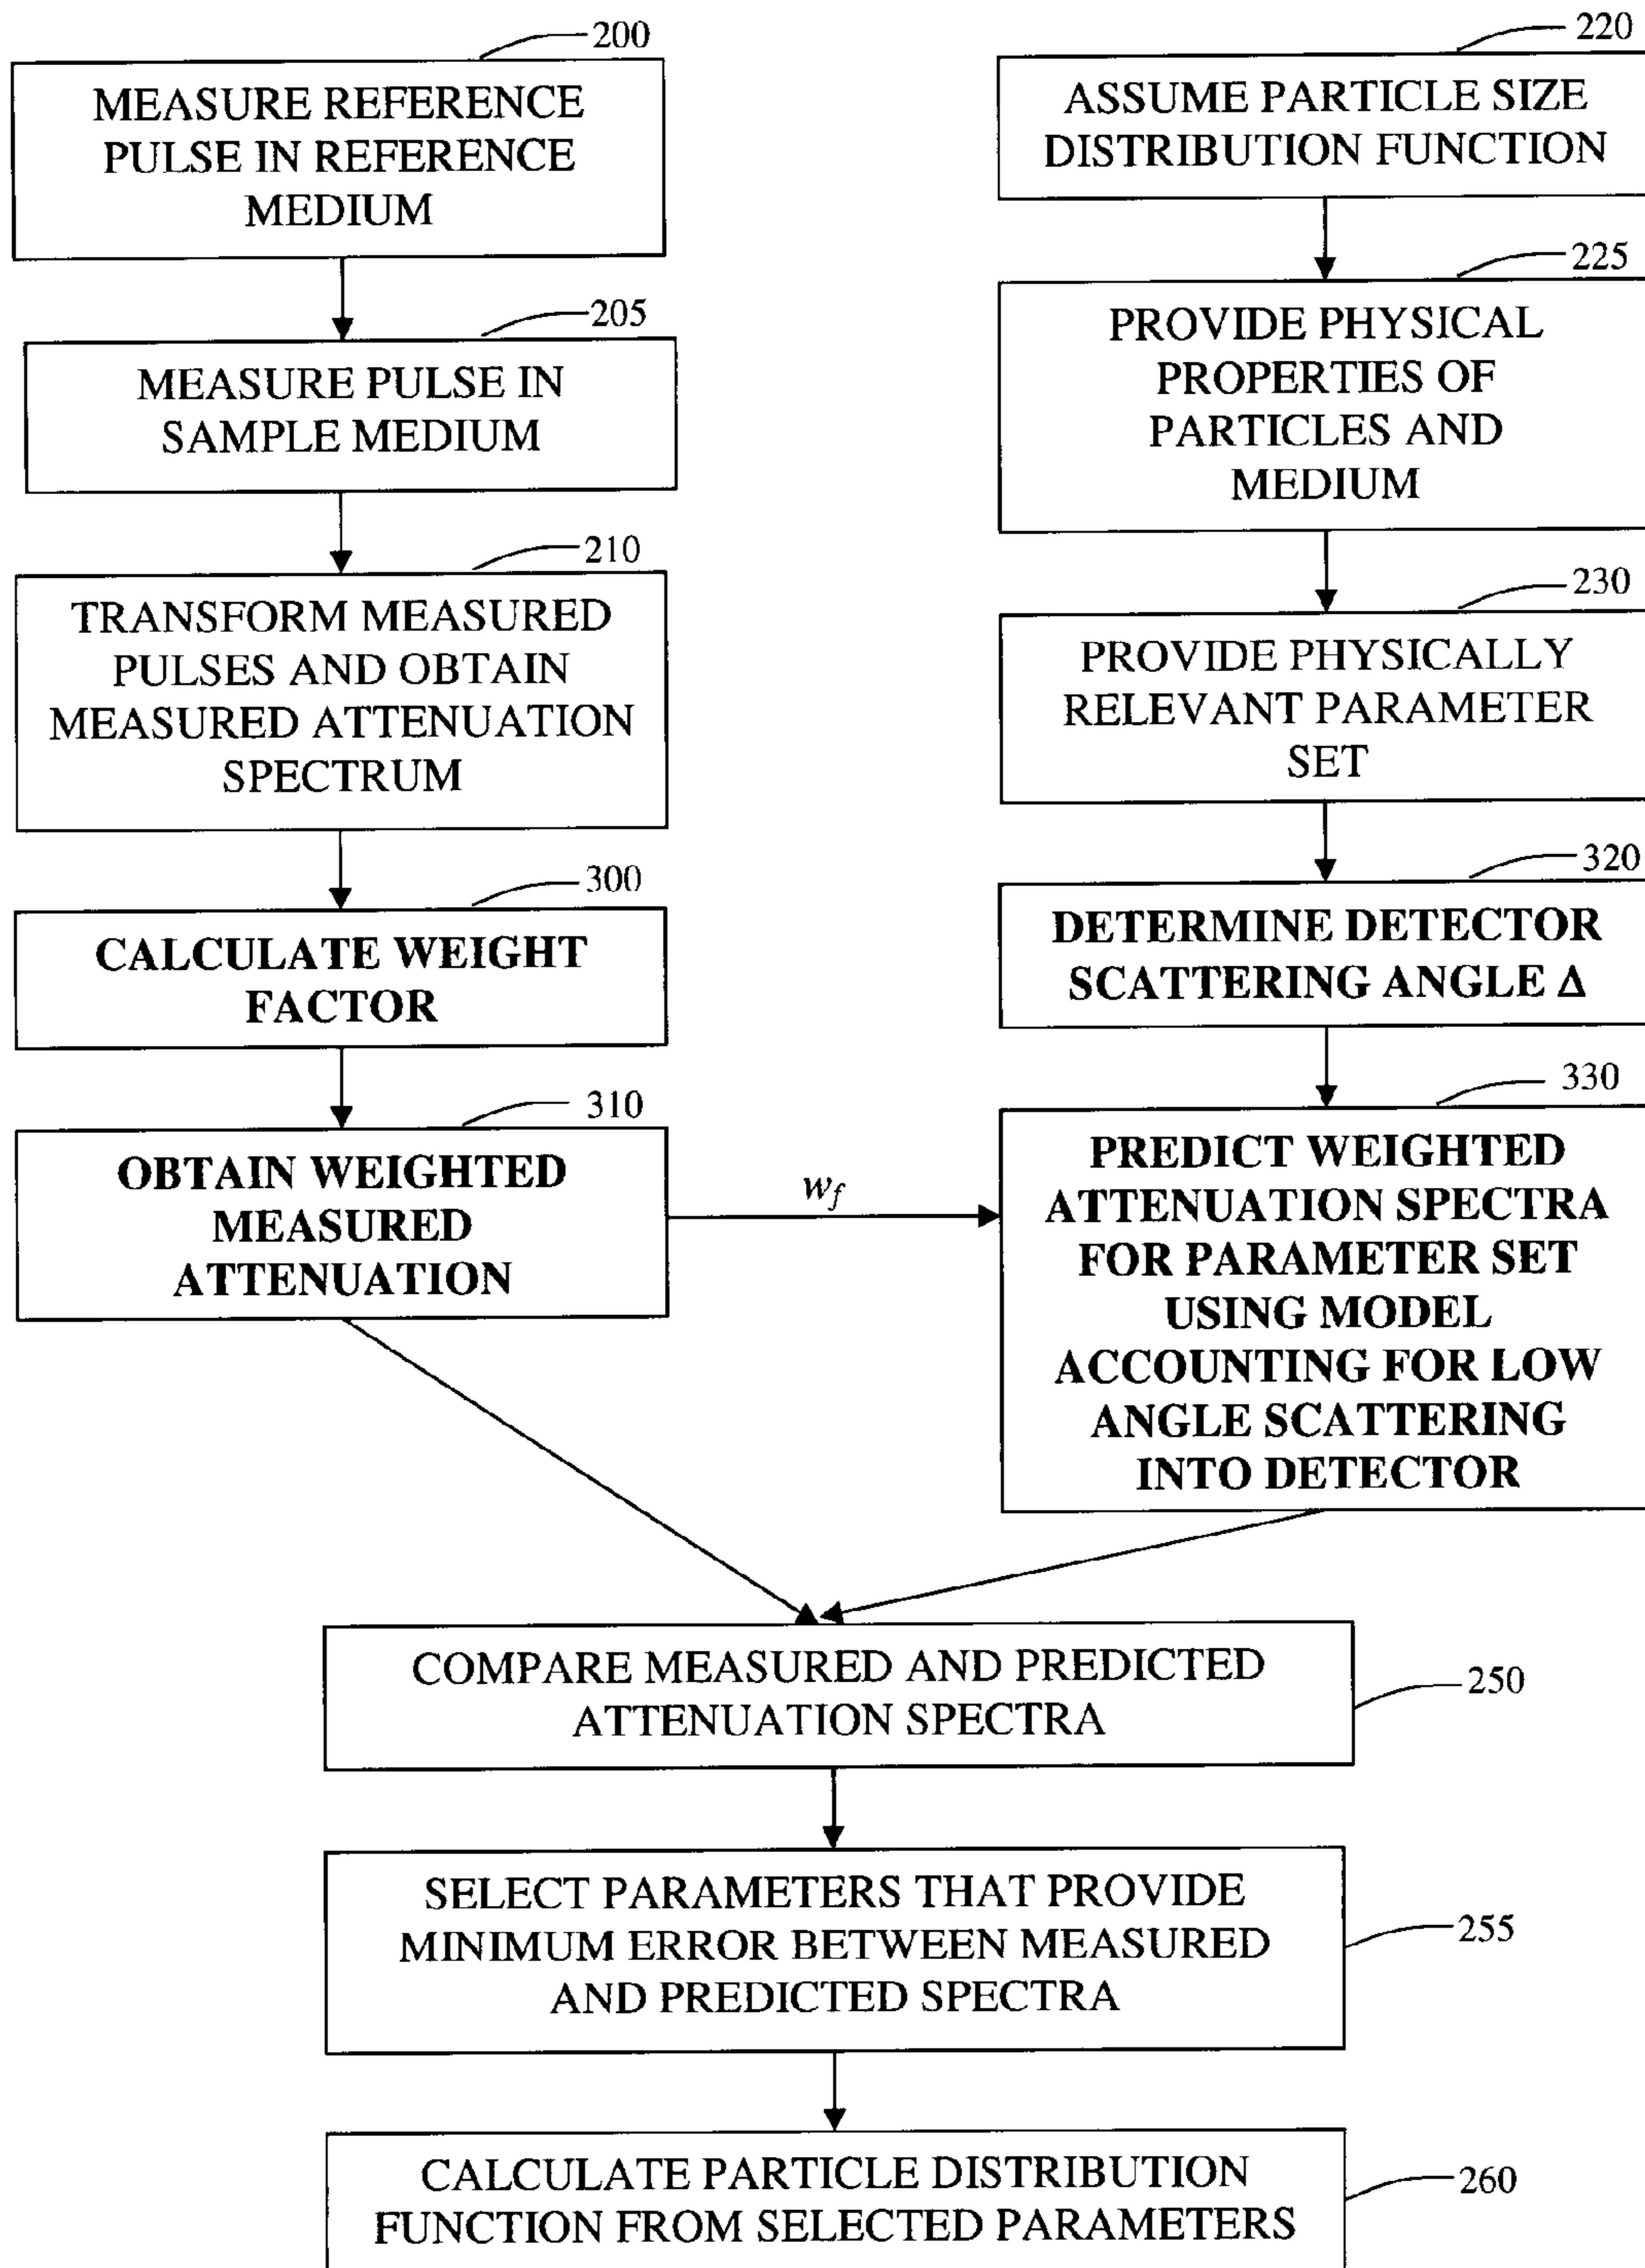 200
MEASURE REFERENCE
PULSE IN REFERENCE
MEDIUM
205
MEASURE PULSE IN
SAMPLE MEDIUM
210
TRANSFORM MEASURED
PULSES AND OBTAIN
MEASURED ATTENUATION
SPECTRUM
300
CALCULATE WEIGHT
FACTOR
310
OBTAIN WEIGHTED
MEASURED
ATTENUATION
w_f
220
ASSUME PARTICLE SIZE
DISTRIBUTION FUNCTION
225
PROVIDE PHYSICAL
PROPERTIES OF
PARTICLES AND
MEDIUM
230
PROVIDE PHYSICALLY
RELEVANT PARAMETER
SET
320
DETERMINE DETECTOR
SCATTERING ANGLE Δ
330
PREDICT WEIGHTED
ATTENUATION SPECTRA
FOR PARAMETER SET
USING MODEL
ACCOUNTING FOR LOW
ANGLE SCATTERING
INTO DETECTOR
COMPARE MEASURED AND PREDICTED
ATTENUATION SPECTRA
250
SELECT PARAMETERS THAT PROVIDE
MINIMUM ERROR BETWEEN MEASURED
AND PREDICTED SPECTRA
255
CALCULATE PARTICLE DISTRIBUTION
FUNCTION FROM SELECTED PARAMETERS
260